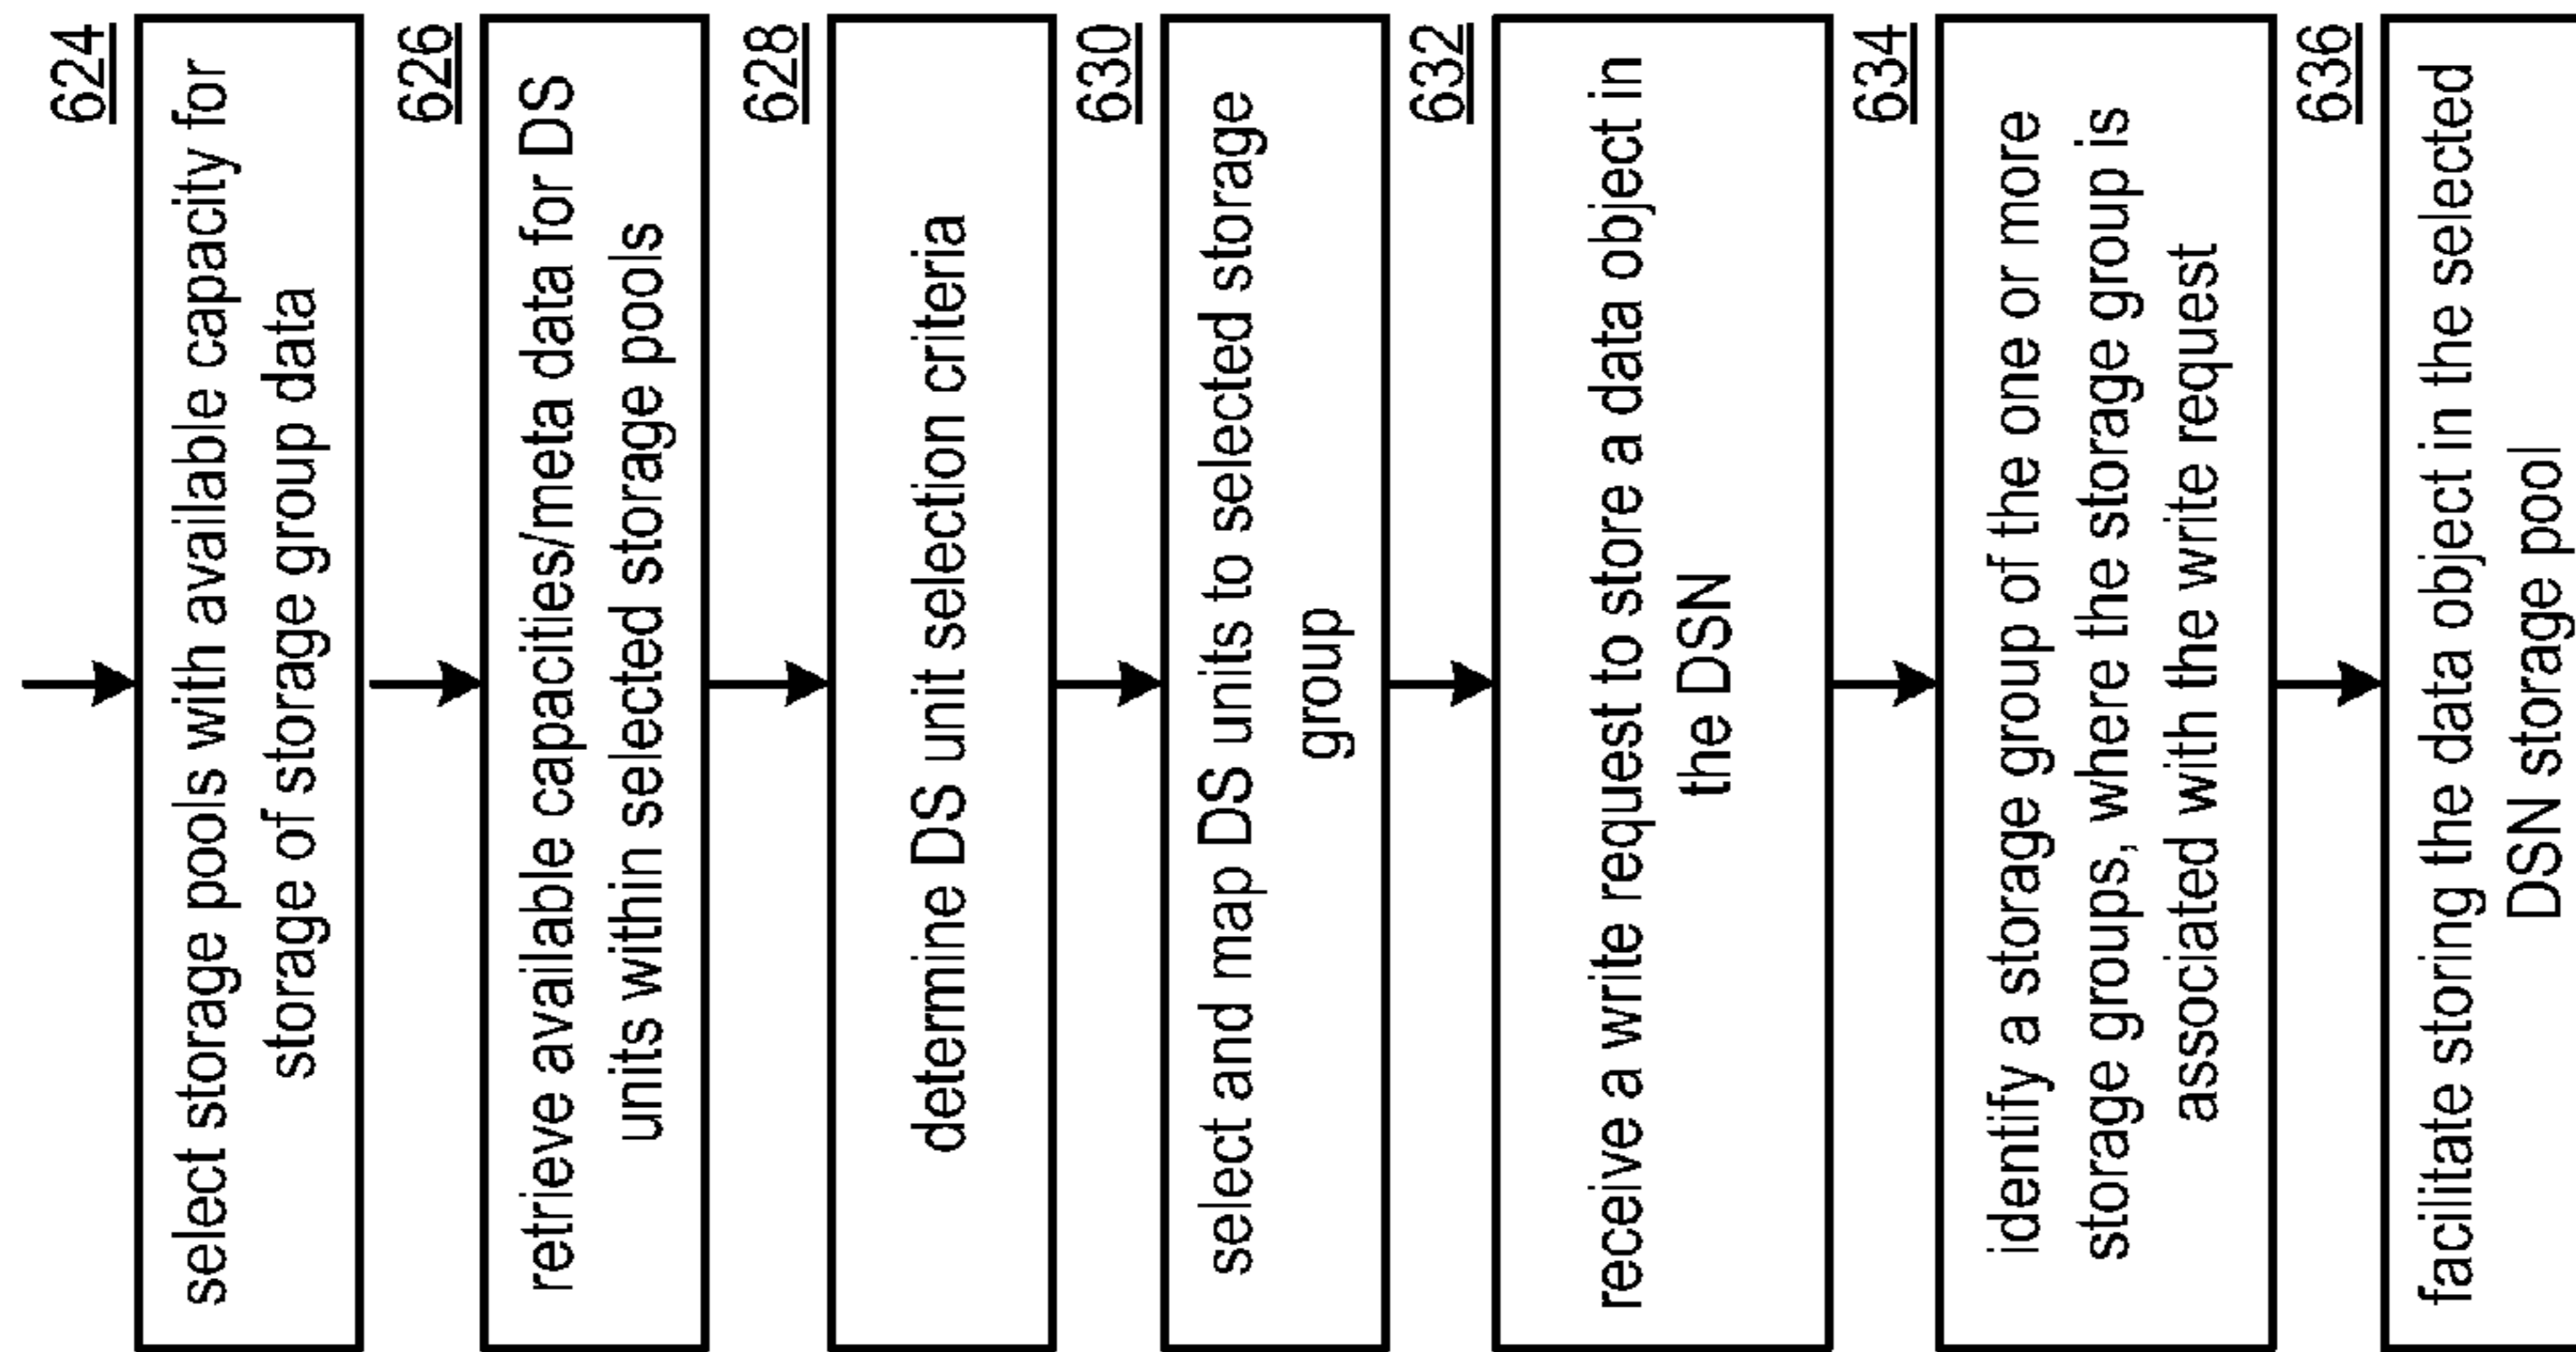 624
select storage pools with available capacity for
storage of storage group data
626
retrieve available capacities/meta data for DS
units within selected storage pools
628
determine DS unit selection criteria
630
select and map DS units to selected storage
group
632
receive a write request to store a data object in
the DSN
634
identify a storage group of the one or more
storage groups, where the storage group is
associated with the write request
636
facilitate storing the data object in the selected
DSN storage pool